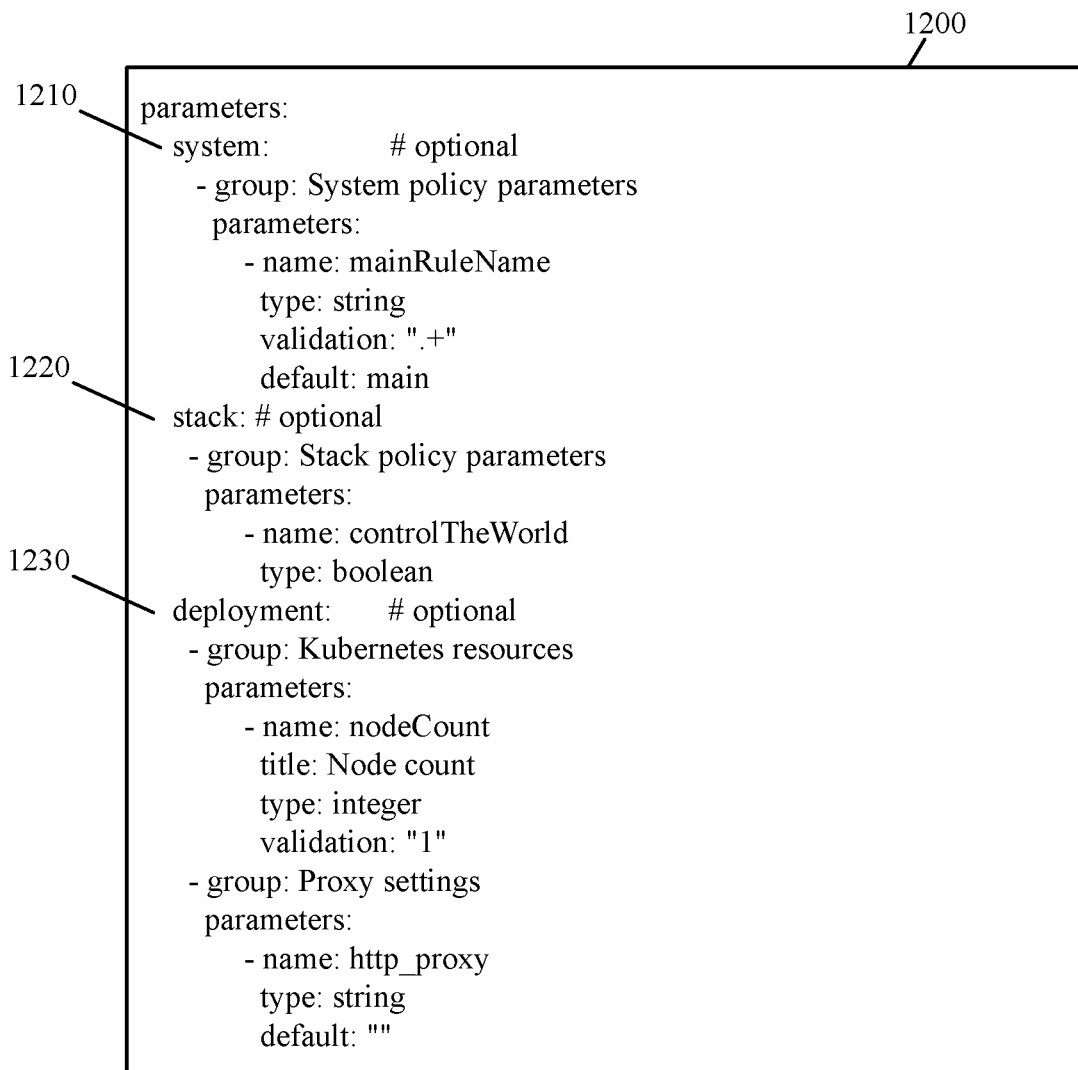 1200
1210
parameters:
system: # optional
- group: System policy parameters
parameters:
- name: mainRuleName
type: string
validation: ".+"
default: main
1220
stack: # optional
- group: Stack policy parameters
parameters:
- name: controlTheWorld
type: boolean
1230
deployment: # optional
- group: Kubernetes resources
parameters:
- name: nodeCount
title: Node count
type: integer
validation: "1"
- group: Proxy settings
parameters:
- name: http_proxy
type: string
default: ""